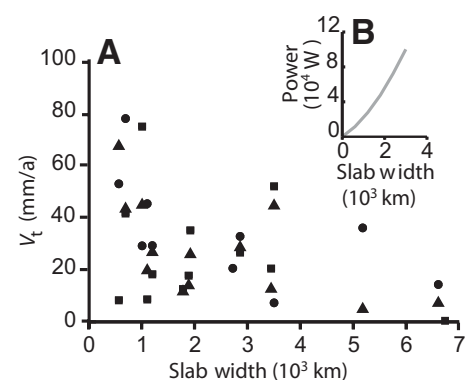 A
B
100
80
60
40
20
0
Vt (mm/a)
0 1 2 3 4 5 6 7
Slab width (10³ km)
12
8
4
0
Power
(10⁴ W)
0 2 4
Slab width
(10³ km)